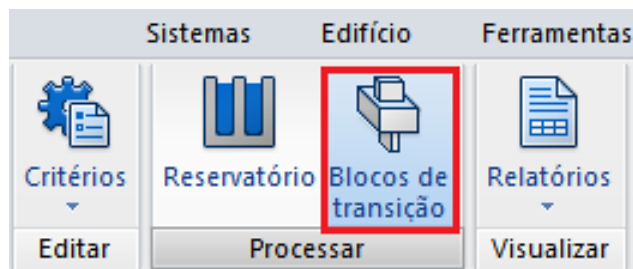 Sistemas Edifício Ferramentas
Critérios Reservatório Blocos de Relatórios
transição
Editar Processar Visualizar